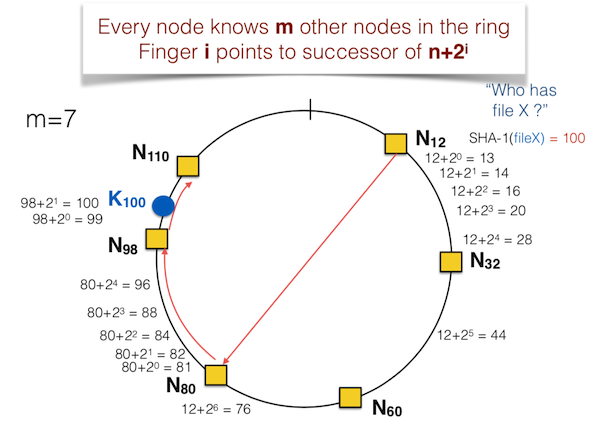 Every node knows m other nodes in the ring
Finger i points to successor of n+2ⁱ
m=7
"Who has
file X ?"
SHA-1(fileX) = 100
N12
12+2⁰ = 13
12+2¹ = 14
12+2² = 16
12+2³ = 20
12+2⁴ = 28
N32
12+2⁵ = 44
N60
12+2⁶ = 76
N80
80+2⁰ = 81
80+2¹ = 82
80+2² = 84
80+2³ = 88
80+2⁴ = 96
N98
98+2⁰ = 99
98+2¹ = 100
K100
N110